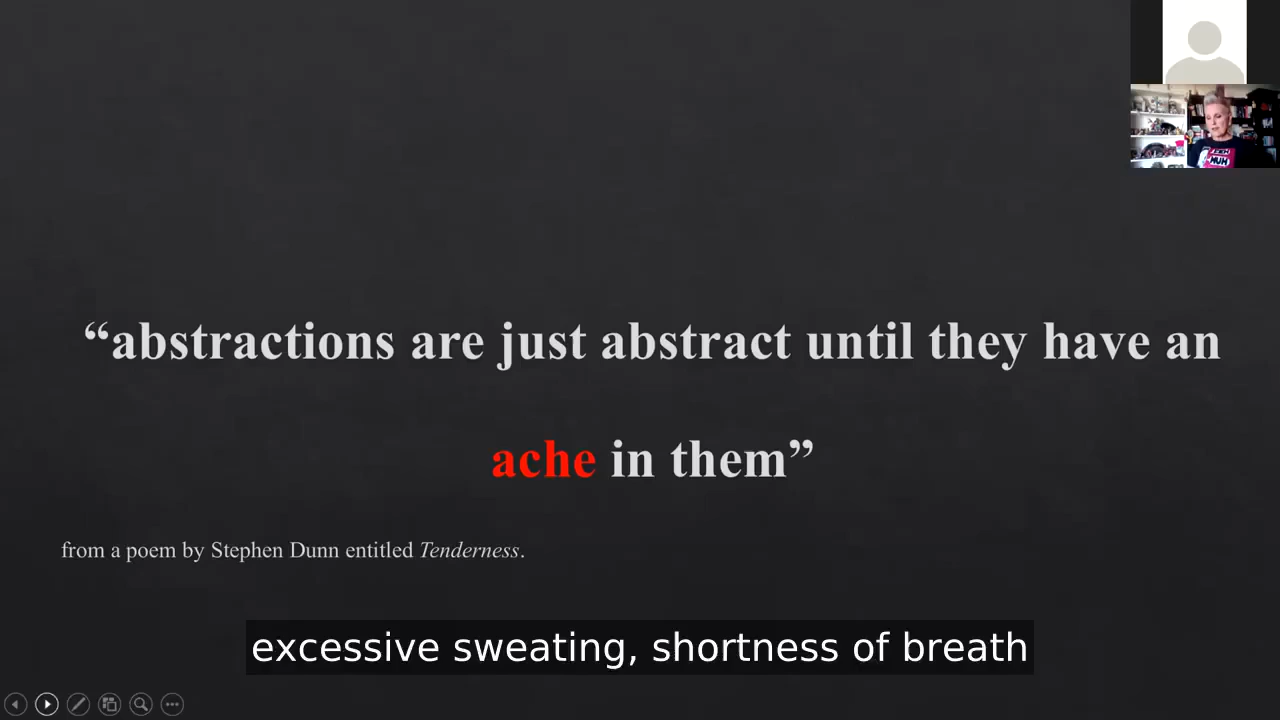 “abstractions are just abstract until they have an
ache in them”
from a poem by Stephen Dunn entitled Tenderness.
excessive sweating, shortness of breath